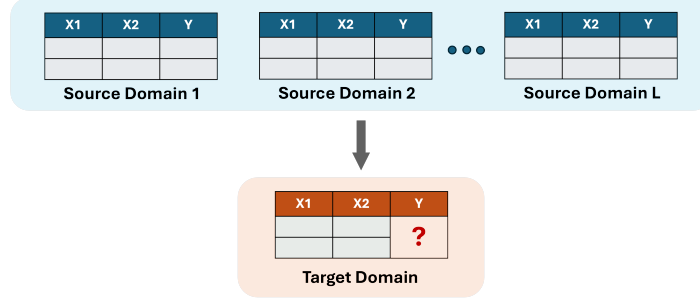 X1 X2 Y X1 X2 Y X1 X2 Y
Source Domain 1 Source Domain 2 Source Domain L
X1 X2 Y
?
Target Domain